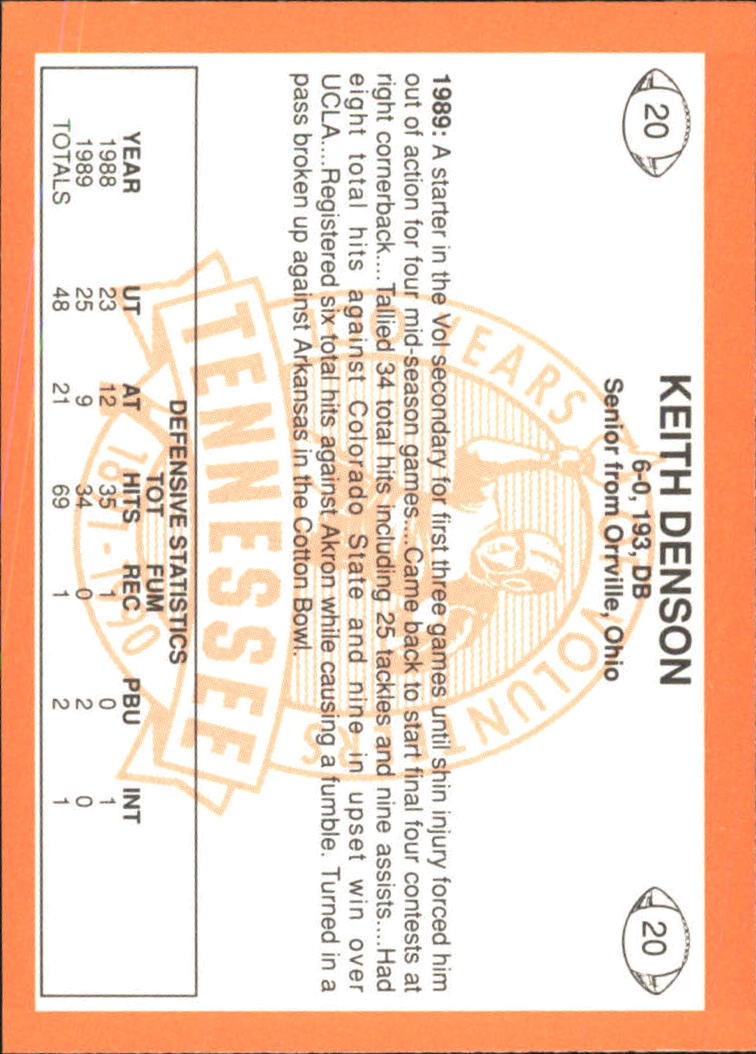 20
20
KEITH DENSON
6-0, 193, DB
Senior from Orrville, Ohio
1989: A starter in the Vol secondary for first three games until shin injury forced him
out of action for four mid-season games....Came back to start final four contests at
right cornerback....Tallied 34 total hits including 25 tackles and nine assists....Had
eight total hits against Colorado State and nine in upset win over
UCLA....Registered six total hits against Akron while causing a fumble. Turned in a
pass broken up against Arkansas in the Cotton Bowl.
100 YEARS
VOLUNTEERS
TENNESSEE
1891-1990
DEFENSIVE STATISTICS
TOT FUM
YEAR UT AT HITS REC PBU INT
1988 23 12 35 1 0 1
1989 25 9 34 0 2 0
TOTALS 48 21 69 1 2 1